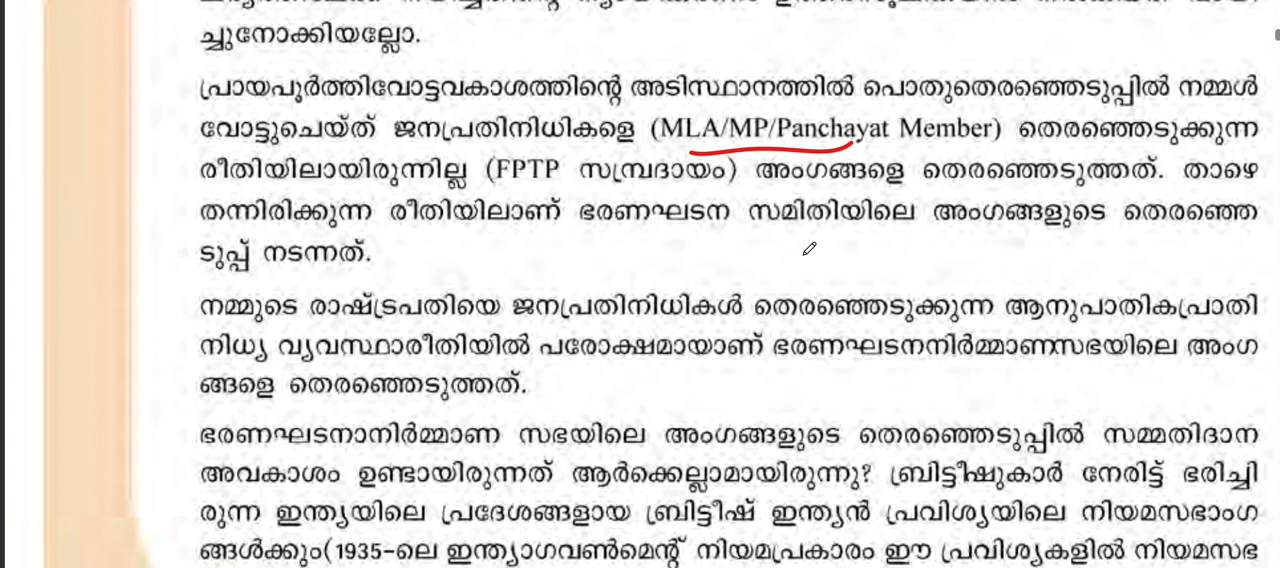 ച്ചുനോക്കിയല്ലോ.
പ്രായപൂർത്തിവോട്ടവകാശത്തിന്റെ അടിസ്ഥാനത്തിൽ പൊതുതെരഞ്ഞെടുപ്പിൽ നമ്മൾ
വോട്ടുചെയ്ത് ജനപ്രതിനിധികളെ (MLA/MP/Panchayat Member) തെരഞ്ഞെടുക്കുന്ന
രീതിയിലായിരുന്നില്ല (FPTP സമ്പ്രദായം) അംഗങ്ങളെ തെരഞ്ഞെടുത്തത്. താഴെ
തന്നിരിക്കുന്ന രീതിയിലാണ് ഭരണഘടന സമിതിയിലെ അംഗങ്ങളുടെ തെരഞ്ഞെ
ടുപ്പ് നടന്നത്.
നമ്മുടെ രാഷ്ട്രപതിയെ ജനപ്രതിനിധികൾ തെരഞ്ഞെടുക്കുന്ന ആനുപാതികപ്രാതി
നിധ്യ വ്യവസ്ഥാരീതിയിൽ പരോക്ഷമായാണ് ഭരണഘടനനിർമ്മാണസഭയിലെ അംഗ
ങ്ങളെ തെരഞ്ഞെടുത്തത്.
ഭരണഘടനാനിർമ്മാണ സഭയിലെ അംഗങ്ങളുടെ തെരഞ്ഞെടുപ്പിൽ സമ്മതിദാന
അവകാശം ഉണ്ടായിരുന്നത് ആർക്കെല്ലാമായിരുന്നു? ബ്രിട്ടീഷുകാർ നേരിട്ട് ഭരിച്ചി
രുന്ന ഇന്ത്യയിലെ പ്രദേശങ്ങളായ ബ്രിട്ടീഷ് ഇന്ത്യൻ പ്രവിശ്യയിലെ നിയമസഭാംഗ
ങ്ങൾക്കും(1935-ലെ ഇന്ത്യാഗവൺമെന്റ് നിയമപ്രകാരം ഈ പ്രവിശ്യകളിൽ നിയമസഭ